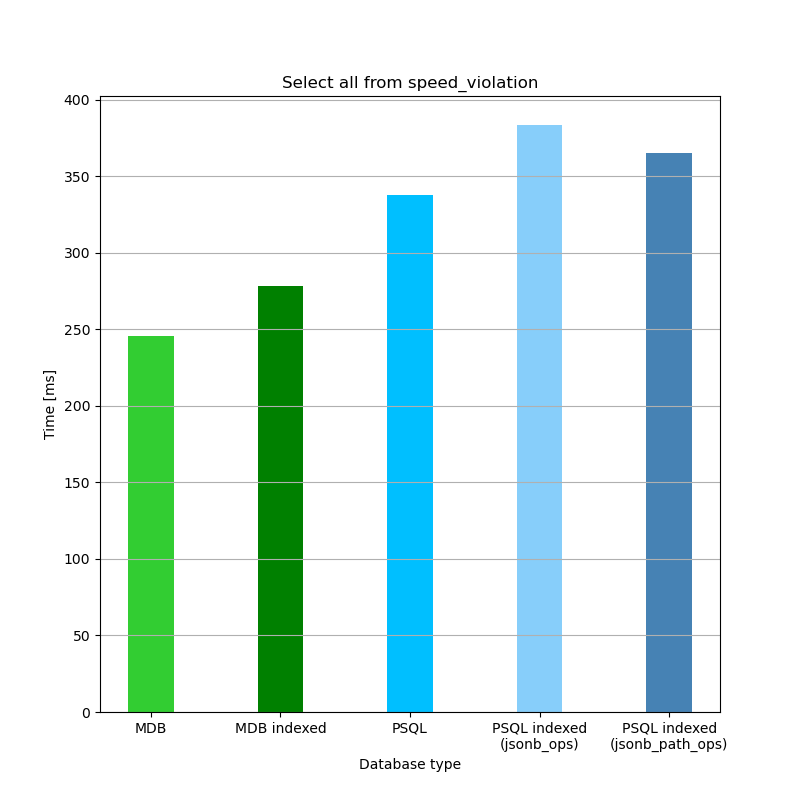 Select all from speed_violation
400
350
300
250
200
150
100
50
0
Time [ms]
MDB
MDB indexed
PSQL
PSQL indexed
(jsonb_ops)
PSQL indexed
(jsonb_path_ops)
Database type